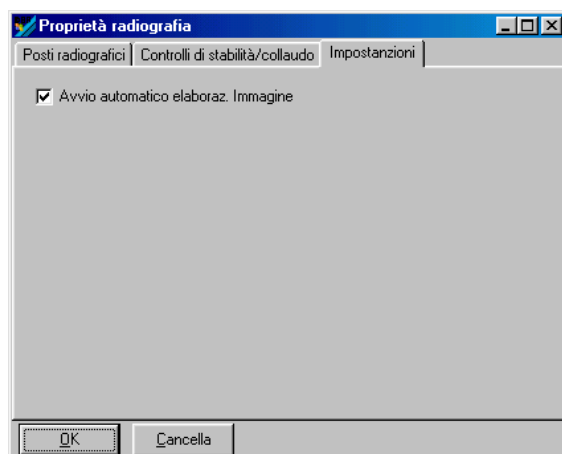 Proprietà radiografia
Posti radiografici Controlli di stabilità/collaudo Impostanzioni
Avvio automatico elaboraz. Immagine
OK Cancella